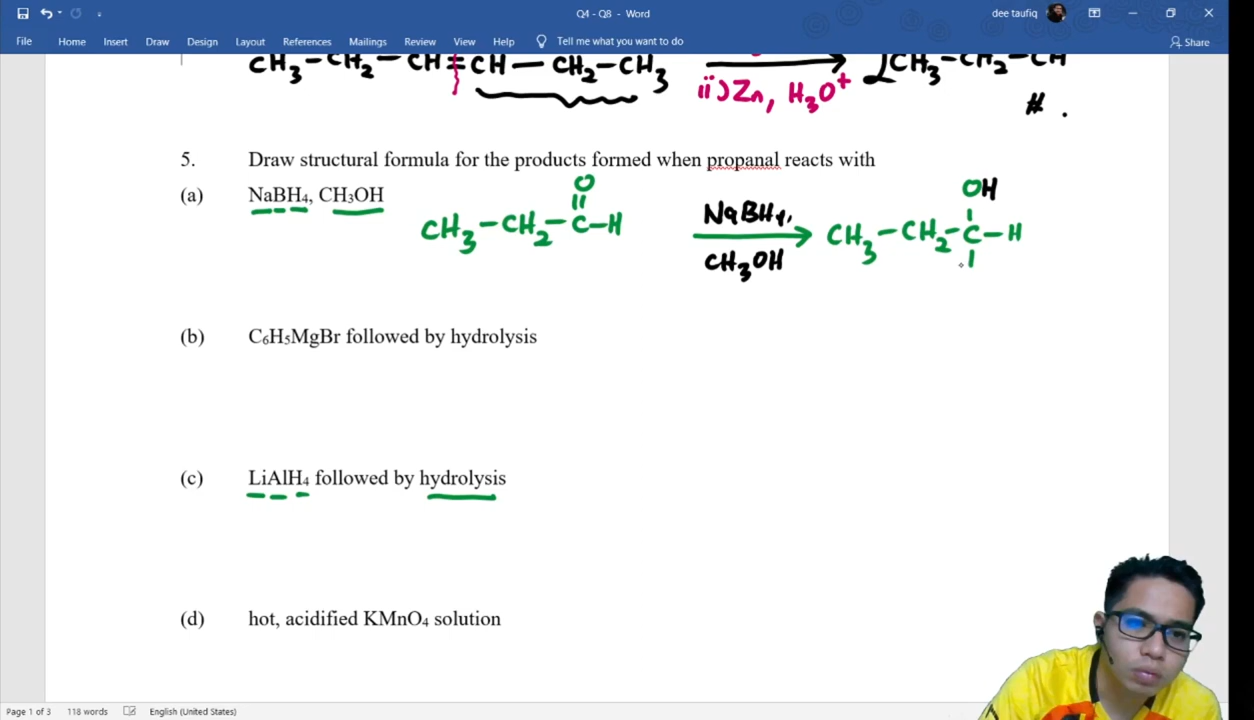 Q4 - Q8 - Word
dee taufiq
File Home Insert Draw Design Layout References Mailings Review View Help Tell me what you want to do Share
CH3-CH2-CH=CH-CH2-CH3 2CH3-CH2-CH
ii) Zn, H3O+
# .
5. Draw structural formula for the products formed when propanal reacts with
(a) NaBH4, CH3OH
O
CH3-CH2-C-H
NaBH4,
CH3OH
OH
CH3-CH2-C-H
(b) C6H5MgBr followed by hydrolysis
(c) LiAlH4 followed by hydrolysis
(d) hot, acidified KMnO4 solution
Page 1 of 3 118 words English (United States)